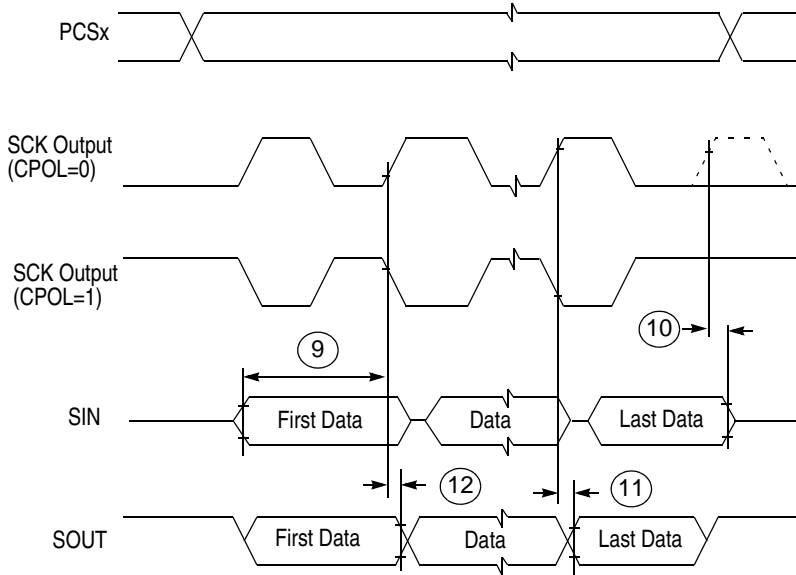 PCSx
SCK Output
(CPOL=0)
SCK Output
(CPOL=1)
10
9
SIN
First Data
Data
Last Data
12
11
SOUT
First Data
Data
Last Data